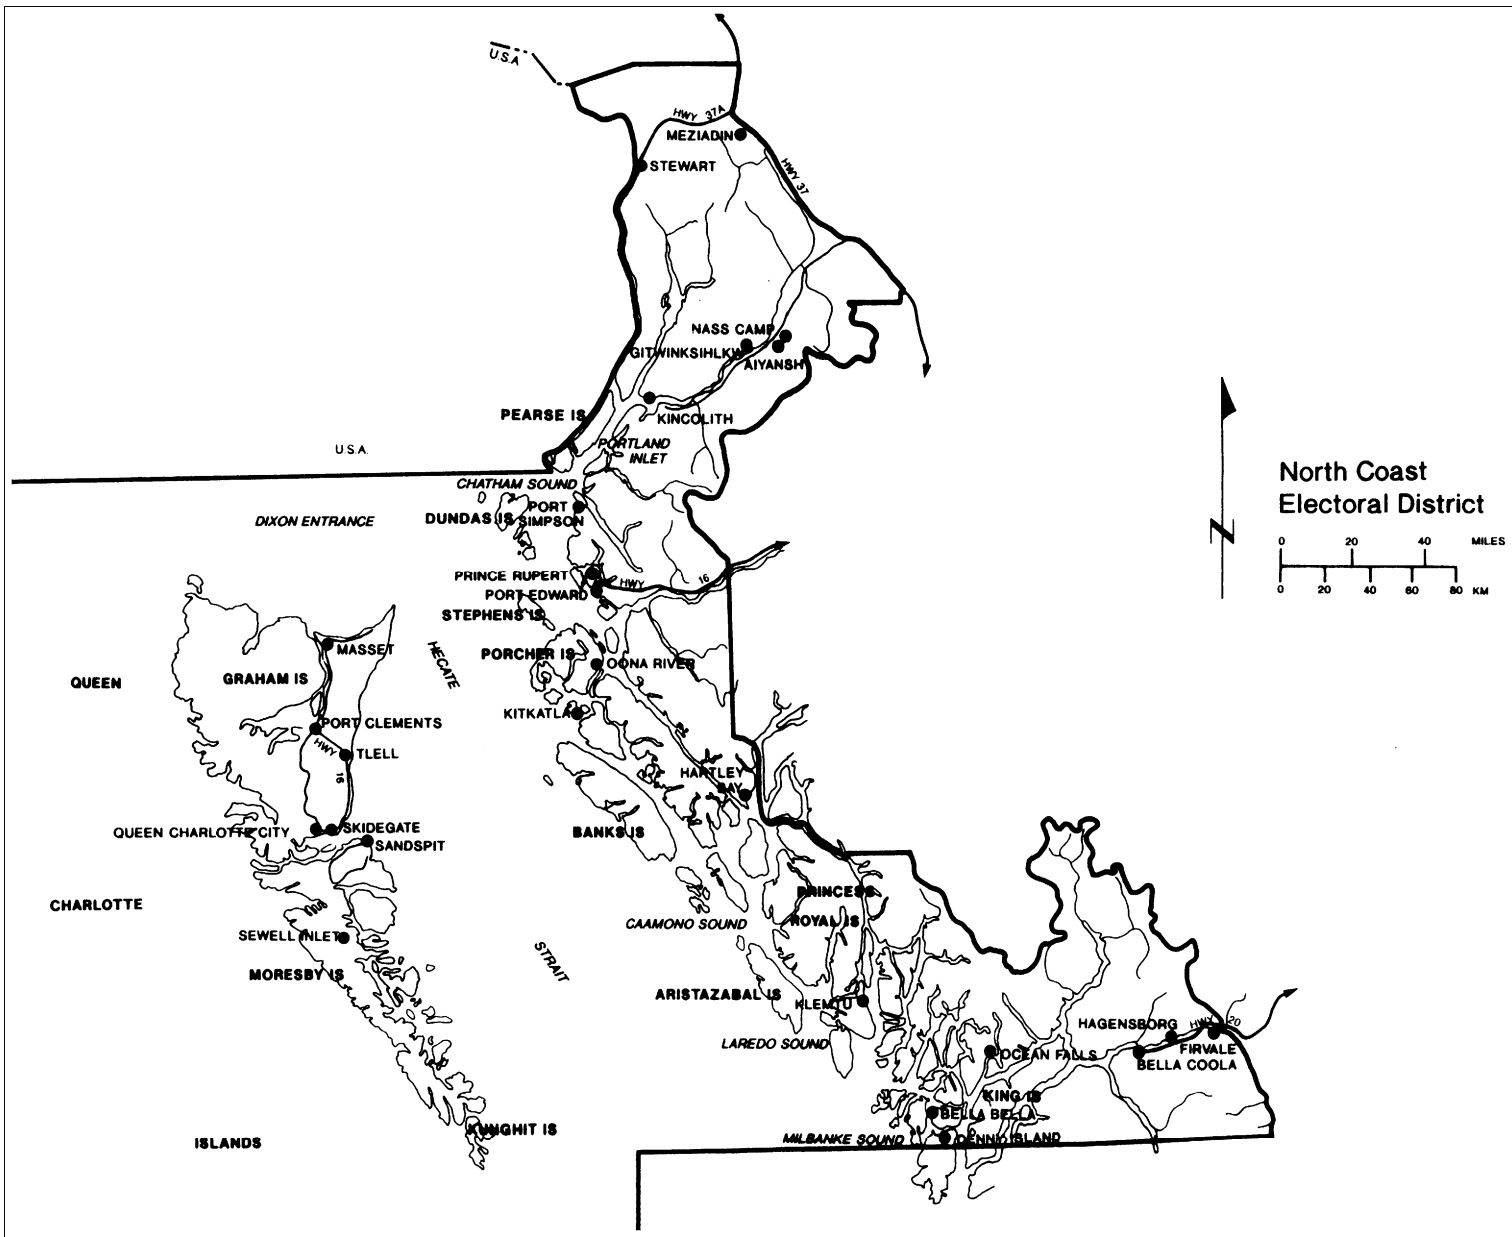 U.S.A
HWY 37A
MEZIADIN
STEWART
HWY 37
NASS CAMP
GITWINKSIHLKW
AIYANSH
PEARSE IS
KINCOLITH
PORTLAND
INLET
U.S.A.
CHATHAM SOUND
North Coast
Electoral District
DIXON ENTRANCE
DUNDAS IS
PORT
SIMPSON
0 20 40 MILES
0 20 40 60 80 KM
N
PRINCE RUPERT
HWY 16
PORT EDWARD
STEPHENS IS
MASSET
HECATE
PORCHER IS
OONA RIVER
QUEEN
GRAHAM IS
KITKATLA
PORT CLEMENTS
HWY 16
TLELL
HARTLEY
BAY
QUEEN CHARLOTTE CITY
SKIDEGATE
SANDSPIT
BANKS IS
CHARLOTTE
PRINCESS
ROYAL IS
CAAMONO SOUND
SEWELL INLET
STRAIT
MORESBY IS
ARISTAZABAL IS
KLEMTU
LAREDO SOUND
HAGENSBORG
HWY 20
OCEAN FALLS
FIRVALE
BELLA COOLA
KING IS
BELLA BELLA
KUNGHIT IS
ISLANDS
MILBANKE SOUND
DENNIS ISLAND